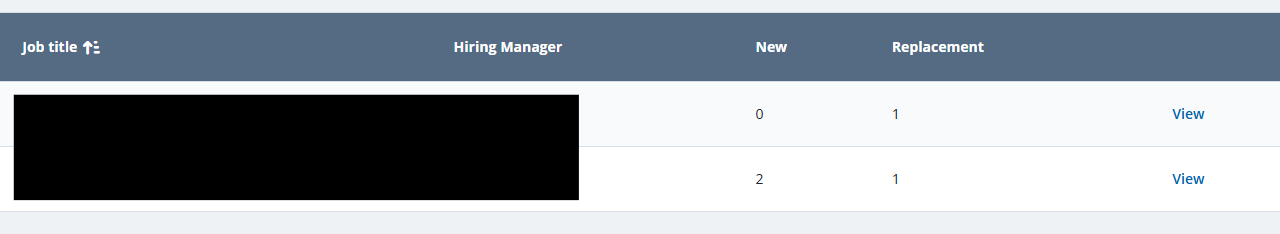 Job title Hiring Manager New Replacement
0 1 View
2 1 View